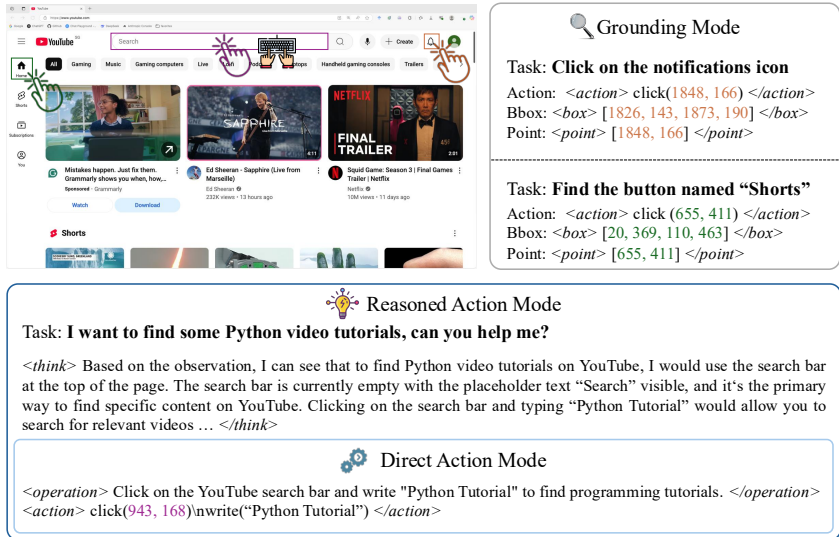 YouTube
https://www.youtube.com
YouTube SG
Search
Create
All
Gaming
Music
Gaming computers
Live
Handheld gaming consoles
Trailers
Home
Shorts
Subscriptions
You
SAPPHIRE
4:11
NETFLIX
FINAL
TRAILER
2:01
Mistakes happen. Just fix them.
Grammarly shows you when, how,...
Sponsored · Grammarly
Watch
Download
Ed Sheeran - Sapphire (Live from
Marseille)
Ed Sheeran
232K views · 13 hours ago
Squid Game: Season 3 | Final Games
Trailer | Netflix
Netflix
10M views · 11 days ago
Shorts
Grounding Mode
Task: Click on the notifications icon
Action: <action> click(1848, 166) </action>
Bbox: <box> [1826, 143, 1873, 190] </box>
Point: <point> [1848, 166] </point>
Task: Find the button named “Shorts”
Action: <action> click (655, 411) </action>
Bbox: <box> [20, 369, 110, 463] </box>
Point: <point> [655, 411] </point>
Reasoned Action Mode
Task: I want to find some Python video tutorials, can you help me?
<think> Based on the observation, I can see that to find Python video tutorials on YouTube, I would use the search bar
at the top of the page. The search bar is currently empty with the placeholder text “Search” visible, and it‘s the primary
way to find specific content on YouTube. Clicking on the search bar and typing “Python Tutorial” would allow you to
search for relevant videos … </think>
Direct Action Mode
<operation> Click on the YouTube search bar and write "Python Tutorial" to find programming tutorials. </operation>
<action> click(943, 168)\nwrite(“Python Tutorial”) </action>